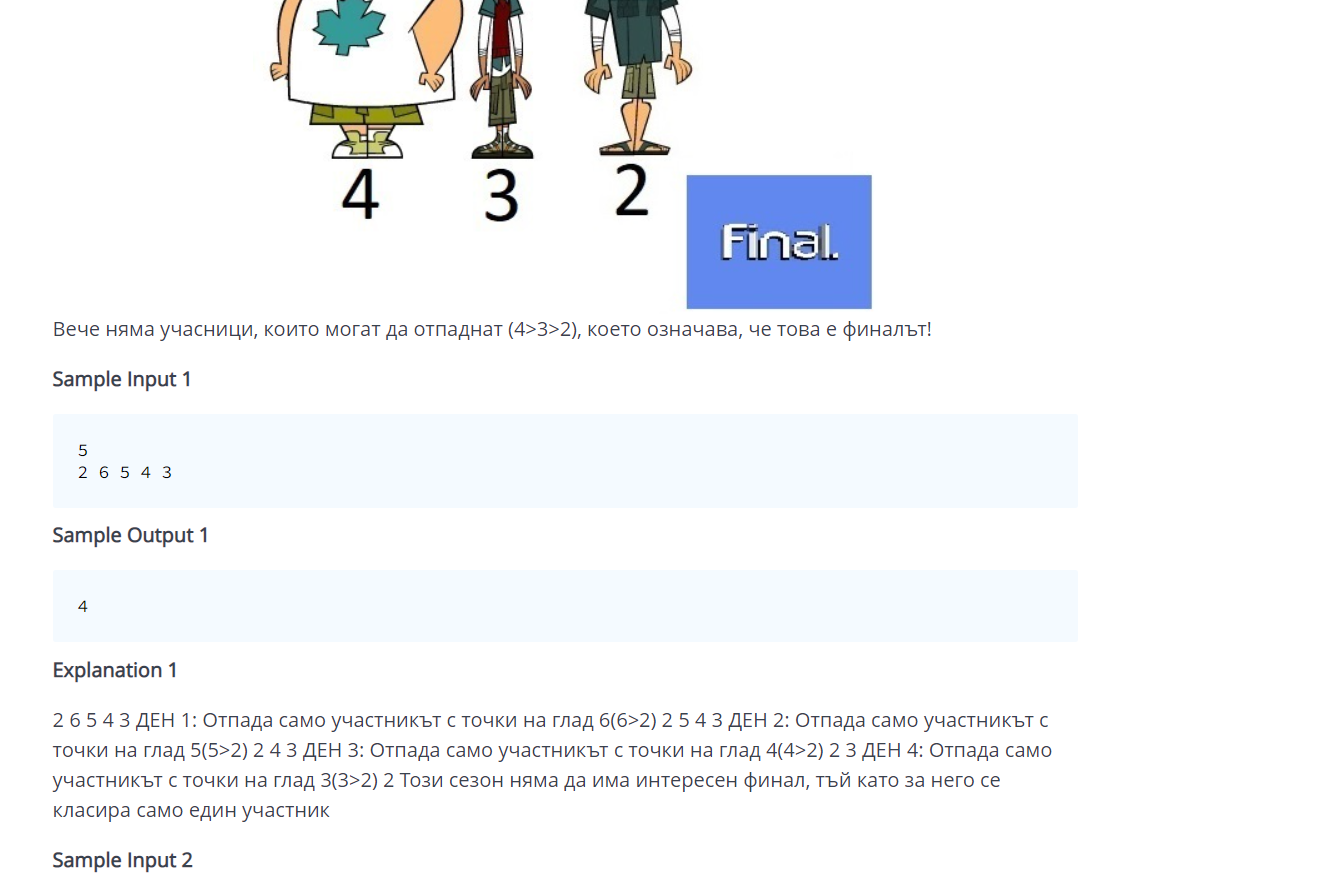 4 3 2
Final.
Вече няма учасници, които могат да отпаднат (4>3>2), което означава, че това е финалът!
Sample Input 1
5
2 6 5 4 3
Sample Output 1
4
Explanation 1
2 6 5 4 3 ДЕН 1: Отпада само участникът с точки на глад 6(6>2) 2 5 4 3 ДЕН 2: Отпада само участникът с
точки на глад 5(5>2) 2 4 3 ДЕН 3: Отпада само участникът с точки на глад 4(4>2) 2 3 ДЕН 4: Отпада само
участникът с точки на глад 3(3>2) 2 Този сезон няма да има интересен финал, тъй като за него се
класира само един участник
Sample Input 2